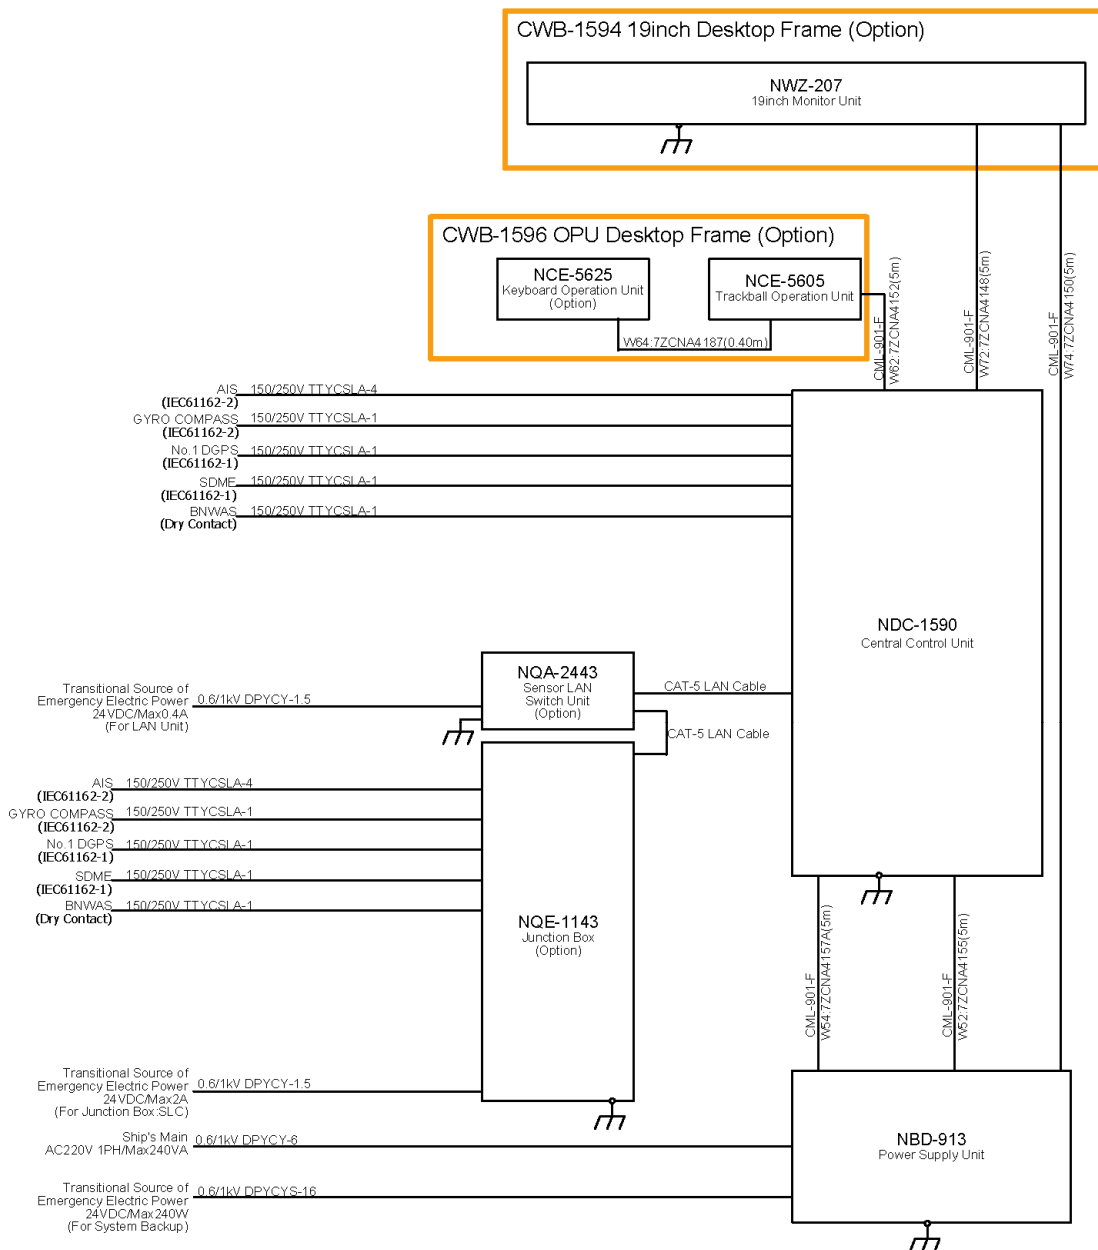 CWB-1594 19inch Desktop Frame (Option)
NWZ-207
19inch Monitor Unit
CWB-1596 OPU Desktop Frame (Option)
NCE-5625
Keyboard Operation Unit
(Option)
NCE-5605
Trackball Operation Unit
W64:7ZCNA4187(0.40m)
CML-901-F
W62:7ZCNA4152(5m)
CML-901-F
W72:7ZCNA4148(5m)
CML-901-F
W74:7ZCNA4150(5m)
AIS 150/250V TTYCSLA-4
(IEC61162-2)
GYRO COMPASS 150/250V TTYCSLA-1
(IEC61162-2)
No.1 DGPS 150/250V TTYCSLA-1
(IEC61162-1)
SDME 150/250V TTYCSLA-1
(IEC61162-1)
BNWAS 150/250V TTYCSLA-1
(Dry Contact)
NDC-1590
Central Control Unit
NQA-2443
Sensor LAN
Switch Unit
(Option)
CAT-5 LAN Cable
CAT-5 LAN Cable
Transitional Source of
Emergency Electric Power
24VDC/Max0.4A
(For LAN Unit)
0.6/1kV DPYCY-1.5
AIS 150/250V TTYCSLA-4
(IEC61162-2)
GYRO COMPASS 150/250V TTYCSLA-1
(IEC61162-2)
No.1 DGPS 150/250V TTYCSLA-1
(IEC61162-1)
SDME 150/250V TTYCSLA-1
(IEC61162-1)
BNWAS 150/250V TTYCSLA-1
(Dry Contact)
NQE-1143
Junction Box
(Option)
CML-901-F
W54:7ZCNA4157A(5m)
CML-901-F
W52:7ZCNA4155(5m)
Transitional Source of
Emergency Electric Power
24VDC/Max2A
(For Junction Box:SLC)
0.6/1kV DPYCY-1.5
Ship's Main
AC220V 1PH/Max240VA
0.6/1kV DPYCY-6
NBD-913
Power Supply Unit
Transitional Source of
Emergency Electric Power
24VDC/Max240W
(For System Backup)
0.6/1kV DPYCYS-16